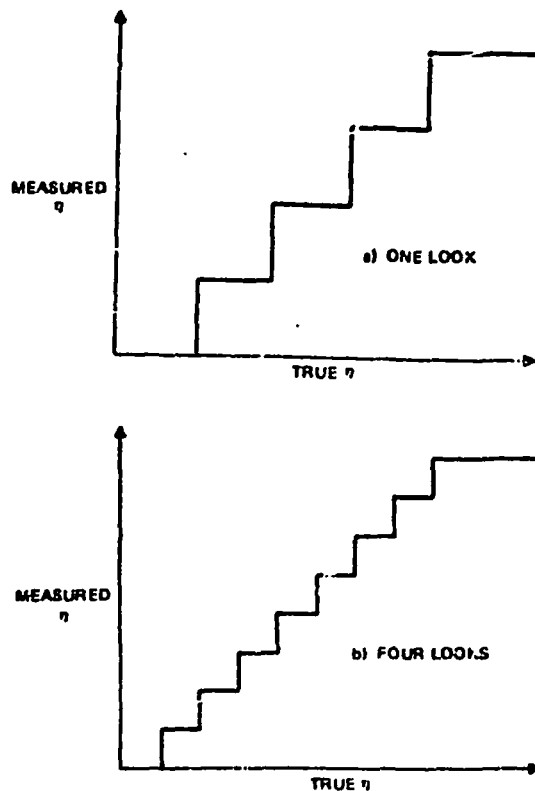 MEASURED
η
a) ONE LOOK
TRUE η
MEASURED
η
b) FOUR LOOKS
TRUE η